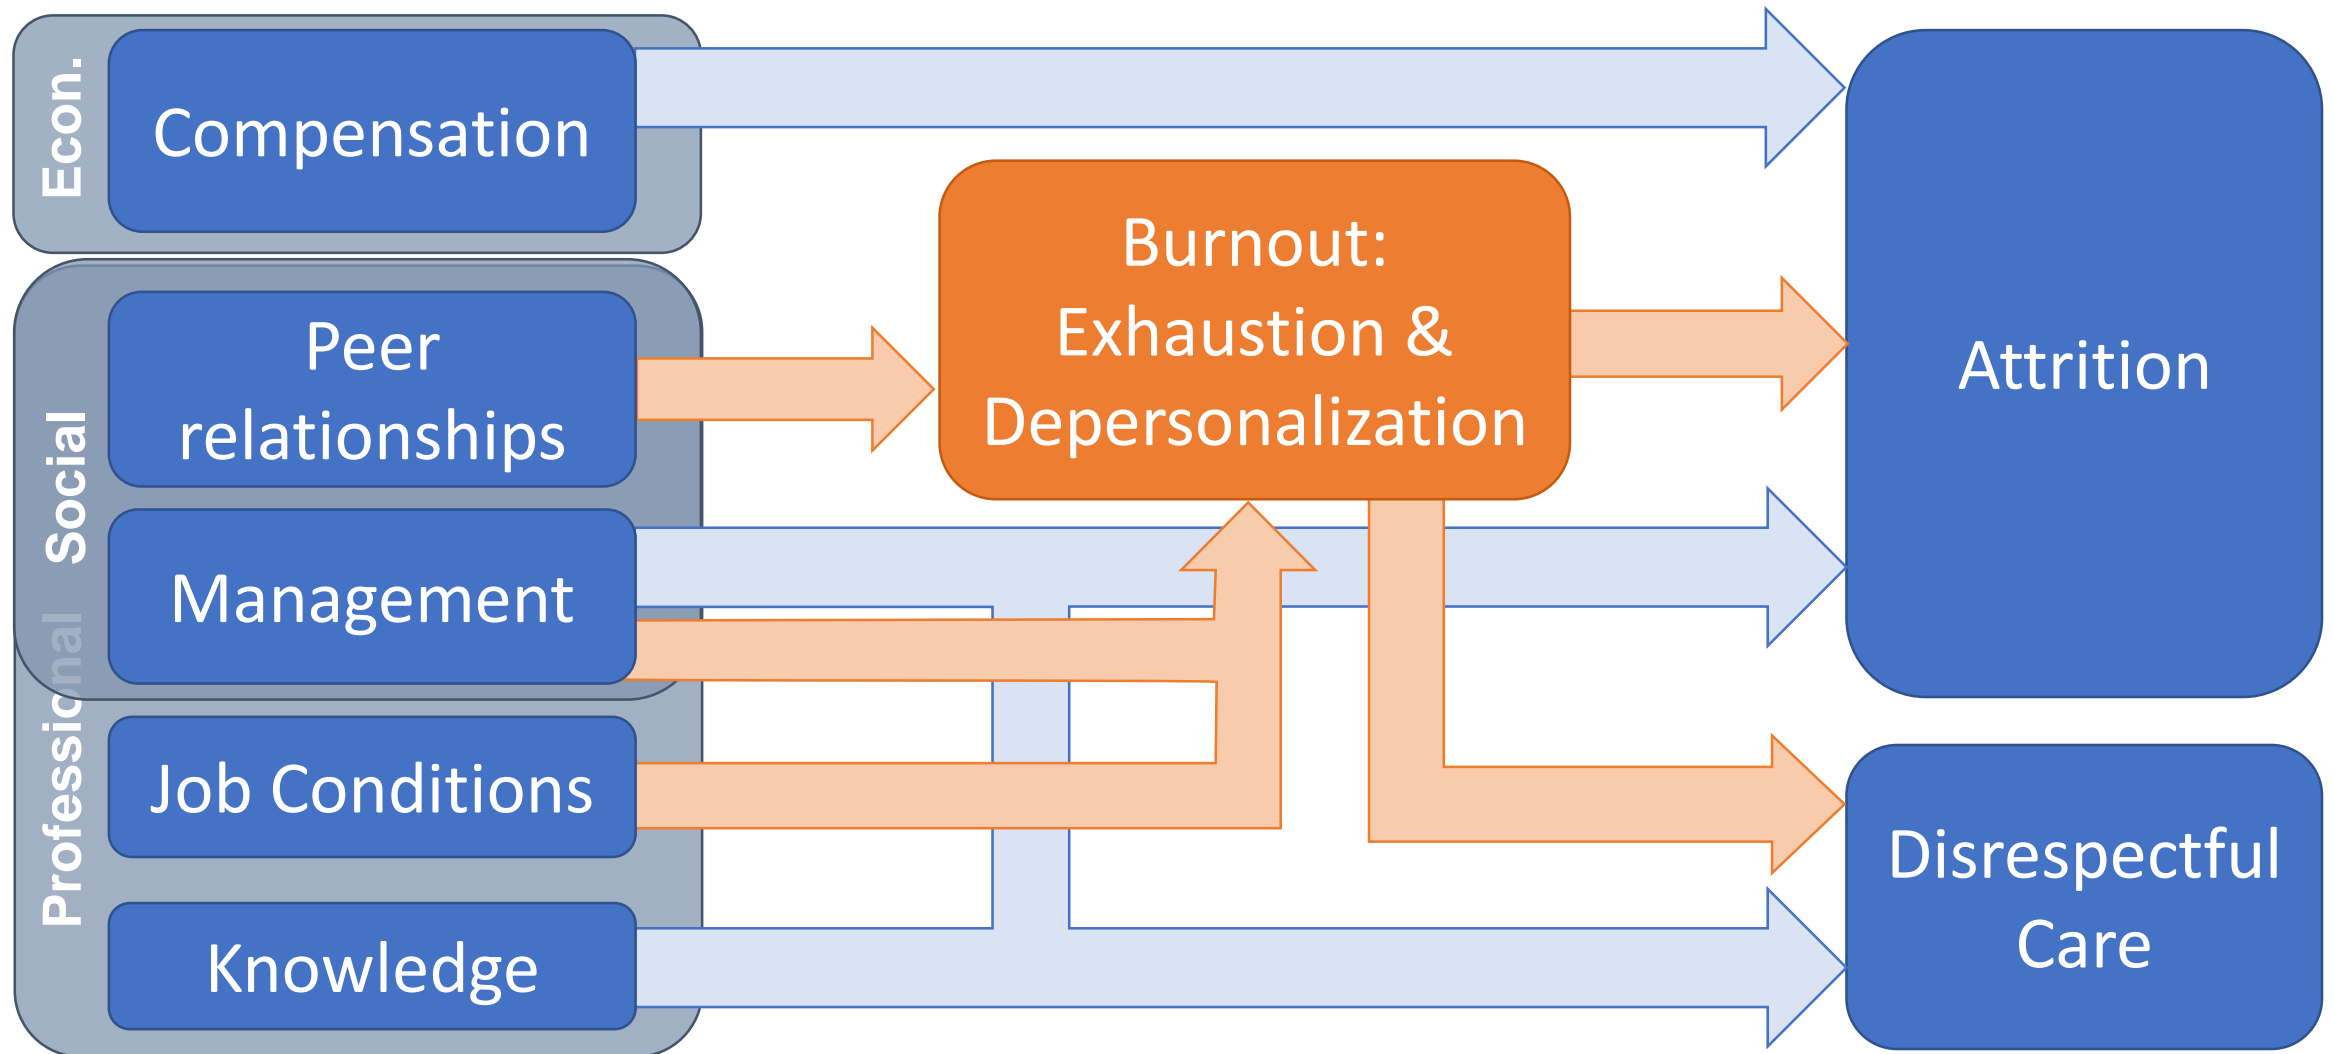 Econ.
Compensation
Social
Peer
relationships
Management
Professional
Job Conditions
Knowledge
Burnout:
Exhaustion &
Depersonalization
Attrition
Disrespectful
Care